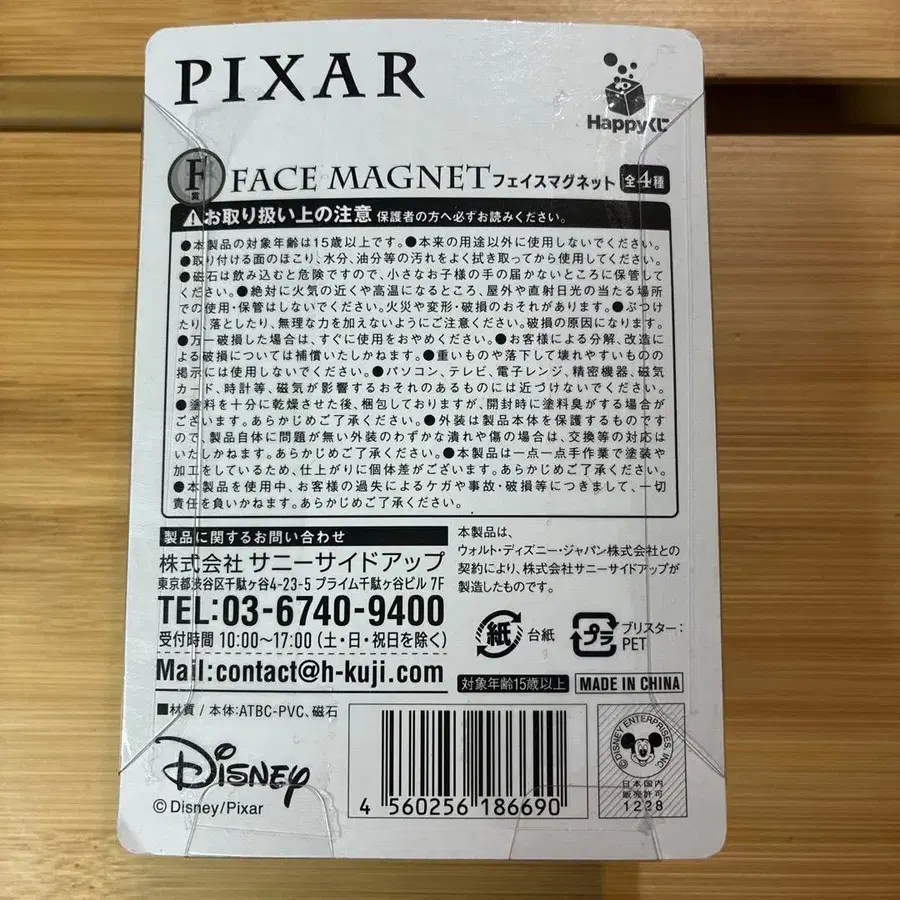 PIXAR
Happyくじ
F賞 FACE MAGNET フェイスマグネット 全4種
お取り扱い上の注意 保護者の方へ必ずお読みください。
●本製品の対象年齢は15歳以上です。●本来の用途以外に使用しないでください。
●取り付ける面のほこり、水分、油分等の汚れをよく拭き取ってから使用してください。
●磁石は飲み込むと危険ですので、小さなお子様の手の届かないところに保管して
ください。●絶対に火気の近くや高温になるところ、屋外や直射日光の当たる場所
での使用・保管はしないでください。火災や変形・破損のおそれがあります。●ぶつけ
たり、落としたり、無理な力を加えないようにご注意ください。破損の原因になります。
●万一破損した場合は、すぐに使用をおやめください。●お客様による分解、改造に
よる破損については補償いたしかねます。●重いものや落下して壊れやすいものの
掲示には使用しないでください。●パソコン、テレビ、電子レンジ、精密機器、磁気
カード、時計等、磁気が影響するおそれのあるものには近づけないでください。
●塗料を十分に乾燥させた後、梱包しておりますが、開封時に塗料臭がする場合が
ございます。あらかじめご了承ください。●外装は製品本体を保護するものです
ので、製品自体に問題が無い外装のわずかな潰れや傷の場合は、交換等の対応は
いたしかねます。あらかじめご了承ください。●本製品は一点一点手作業で塗装や
加工をしているため、仕上がりに個体差がございます。あらかじめご了承ください。
●本製品を使用中、お客様の過失によるケガや事故・破損等につきまして、一切
責任を負いかねます。あらかじめご了承ください。
製品に関するお問い合わせ
株式会社 サニーサイドアップ
東京都渋谷区千駄ヶ谷4-23-5 プライム千駄ヶ谷ビル 7F
TEL:03-6740-9400
受付時間 10:00〜17:00（土・日・祝日を除く）
Mail:contact@h-kuji.com
本製品は、
ウォルト・ディズニー・ジャパン株式会社との
契約により、株式会社サニーサイドアップが
製造したものです。
紙 台紙
プラ ブリスター:
PET
対象年齢15歳以上 MADE IN CHINA
■材質 / 本体:ATBC-PVC、磁石
Disney
© Disney/Pixar
4 560256 186690
© DISNEY ENTERPRISES, INC.
日本国内
販売許可
1228